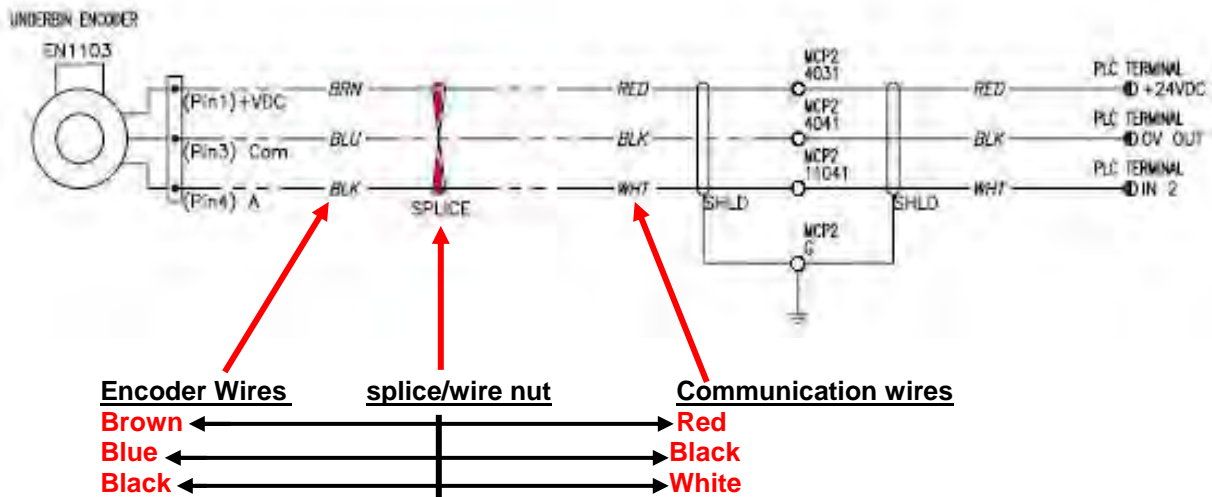 UNDERBIN ENCODER
EN1103
(Pin1)+VDC BRN RED MCP2 4031 RED PLC TERMINAL +24VDC
(Pin3) Com BLU BLK MCP2 4041 BLK PLC TERMINAL 0V OUT
(Pin4) A BLK SPLICE WHT SHLD MCP2 11041 SHLD WHT PLC TERMINAL IN 2
MCP2
G
Encoder Wires splice/wire nut Communication wires
Brown Red
Blue Black
Black White